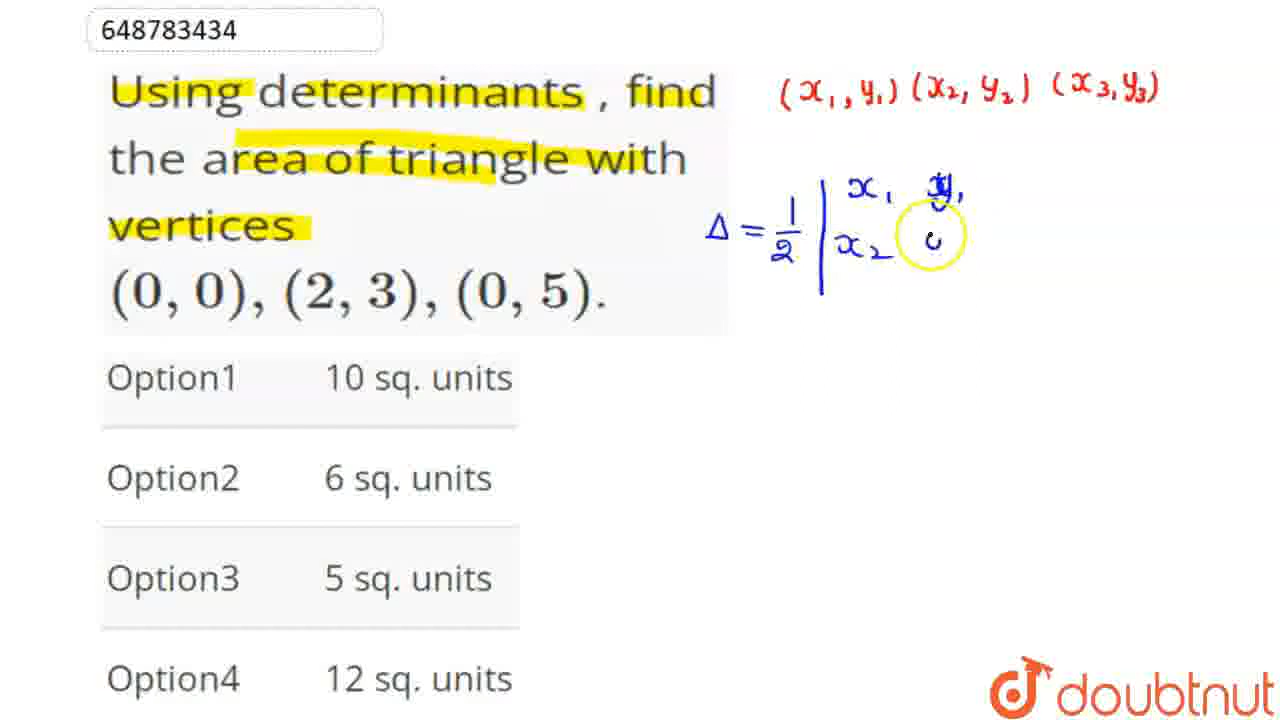 648783434
Using determinants , find
the area of triangle with
vertices
(0, 0), (2, 3), (0, 5).
Option1 10 sq. units
Option2 6 sq. units
Option3 5 sq. units
Option4 12 sq. units
(x₁, y₁) (x₂, y₂) (x₃, y₃)
Δ = 1/2 | x₁ y₁
x₂
doubtnut